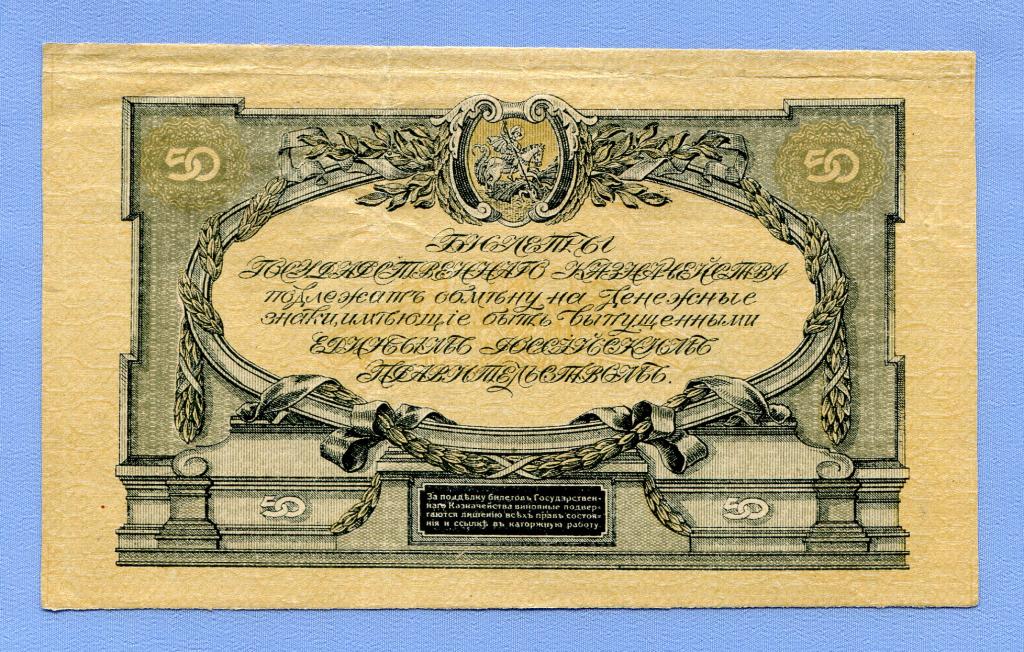 50
50
БИЛЕТЫ
ГОСУДАРСТВЕННАГО КАЗНАЧЕЙСТВА
подлежатъ обмѣну на денежные
знаки, имѣющіе быть выпущенными
ЕДИНЫМЪ РОССІЙСКИМЪ
ПРАВИТЕЛЬСТВОМЪ.
50
50
За поддѣлку билетовъ Государствен-
наго Казначейства виновные подвер-
гаются лишенію всѣхъ правъ состоя-
нія и ссылкѣ въ каторжную работу.